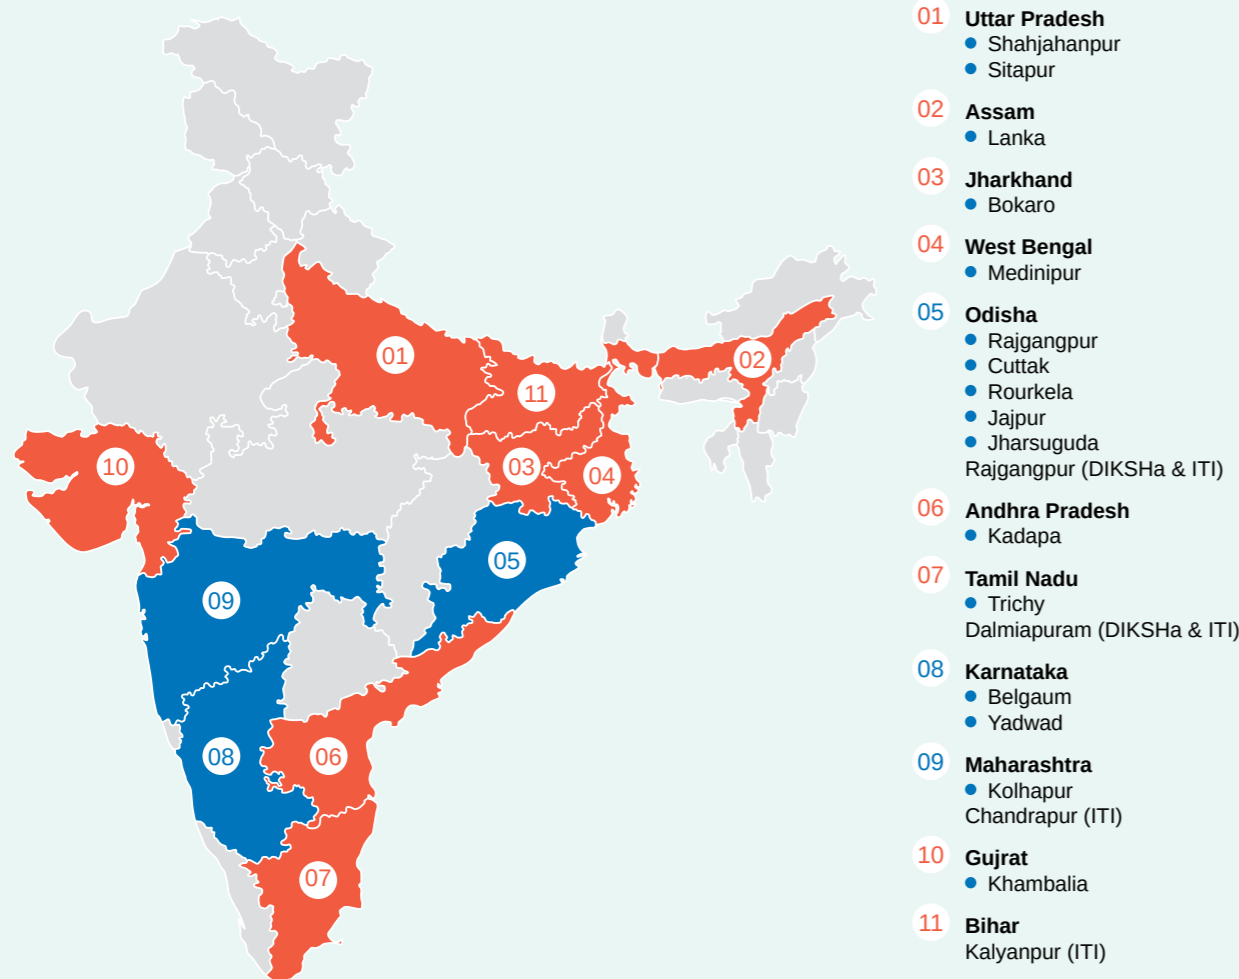 01 Uttar Pradesh
● Shahjahanpur
● Sitapur
02 Assam
● Lanka
03 Jharkhand
● Bokaro
04 West Bengal
● Medinipur
05 Odisha
● Rajgangpur
● Cuttak
● Rourkela
● Jajpur
● Jharsuguda
Rajgangpur (DIKSHa & ITI)
06 Andhra Pradesh
● Kadapa
07 Tamil Nadu
● Trichy
Dalmiapuram (DIKSHa & ITI)
08 Karnataka
● Belgaum
● Yadwad
09 Maharashtra
● Kolhapur
Chandrapur (ITI)
10 Gujrat
● Khambalia
11 Bihar
Kalyanpur (ITI)
01
02
11
10
03
04
05
09
08
06
07